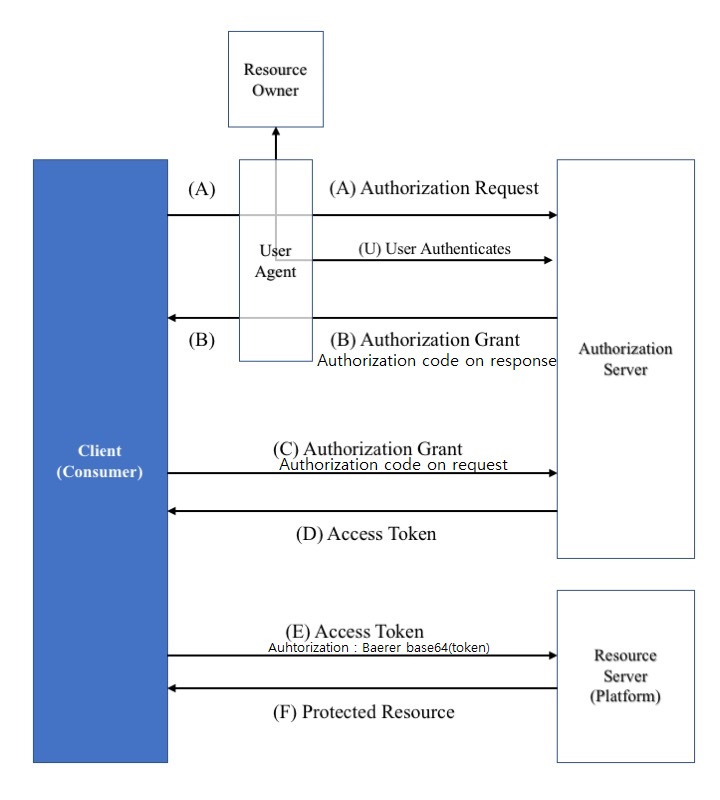 Resource
Owner
(A)
(A) Authorization Request
(U) User Authenticates
User
Agent
(B)
(B) Authorization Grant
Authorization code on response
Authorization
Server
Client
(Consumer)
(C) Authorization Grant
Authorization code on request
(D) Access Token
(E) Access Token
Auhtorization : Baerer base64(token)
Resource
Server
(Platform)
(F) Protected Resource